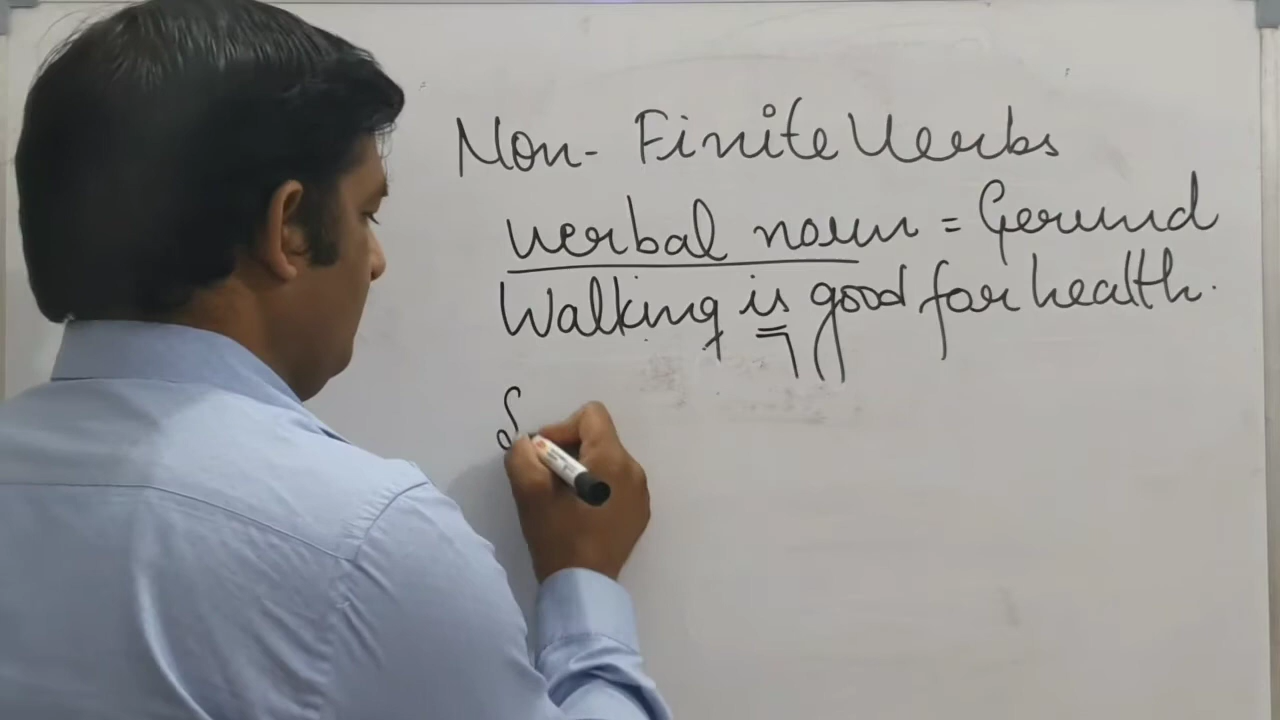 Non-Finite Verbs
verbal noun = Gerund
Walking is good for health.
S